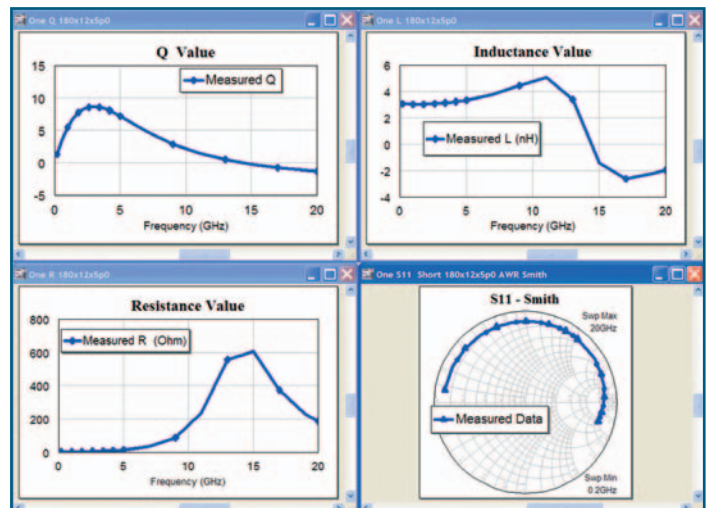 One Q 180x12x5p0
Q Value
15
10
5
0
-5
Measured Q
0 5 10 15 20
Frequency (GHz)
One L 180x12x5p0
Inductance Value
6
4
2
0
-2
-4
Measured L (nH)
0 5 10 15 20
Frequency (GHz)
One R 180x12x5p0
Resistance Value
800
600
400
200
0
Measured R (Ohm)
0 5 10 15 20
Frequency (GHz)
One S11 Short 180x12x5p0 AWR Smith
S11 - Smith
Swp Max
20GHz
Measured Data
Swp Min
0.2GHz